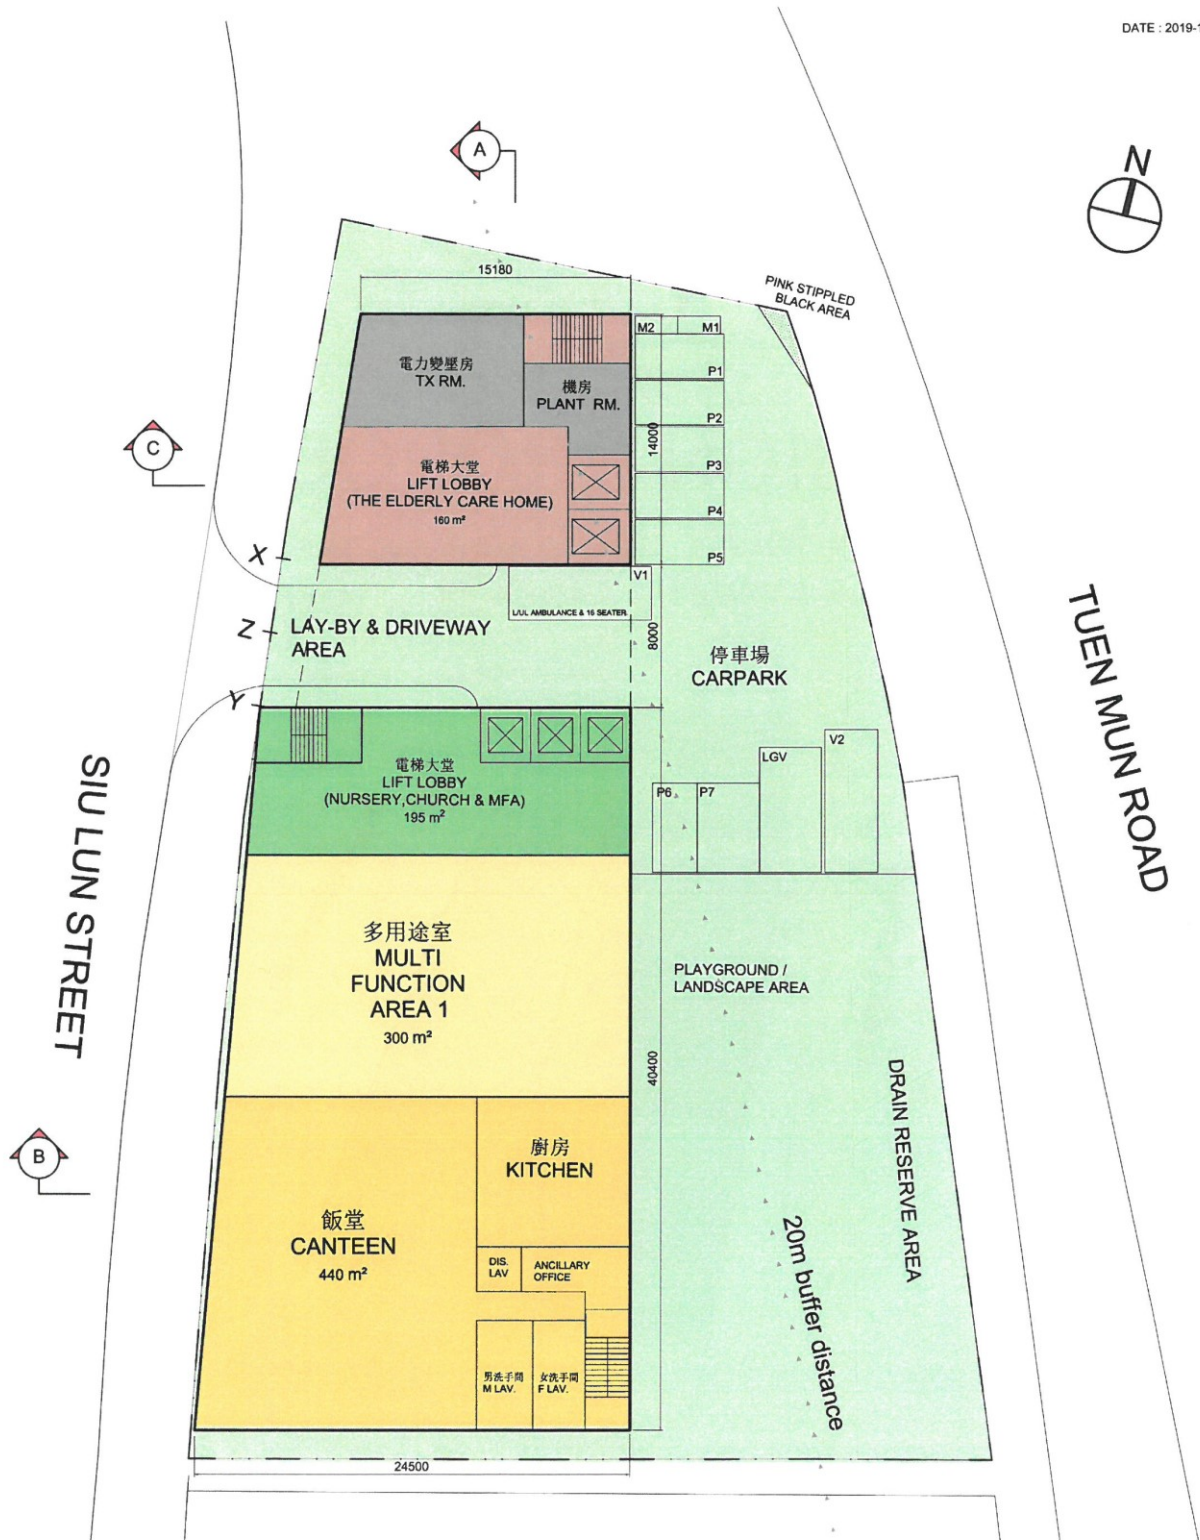 DATE : 2019-1
N
A
15180
PINK STIPPLED
BLACK AREA
M2
M1
電力變壓房
TX RM.
機房
PLANT RM.
P1
P2
14000
P3
P4
P5
C
電梯大堂
LIFT LOBBY
(THE ELDERLY CARE HOME)
160 m²
X
V1
L/UL AMBULANCE & 16 SEATER
Z
LAY-BY & DRIVEWAY
AREA
8000
停車場
CARPARK
TUEN MUN ROAD
Y
電梯大堂
LIFT LOBBY
(NURSERY,CHURCH & MFA)
195 m²
P6
P7
LGV
V2
SIU LUN STREET
多用途室
MULTI
FUNCTION
AREA 1
300 m²
PLAYGROUND /
LANDSCAPE AREA
40400
DRAIN RESERVE AREA
B
廚房
KITCHEN
飯堂
CANTEEN
440 m²
DIS.
LAV
ANCILLARY
OFFICE
20m buffer distance
男洗手間
M LAV.
女洗手間
F LAV.
24500